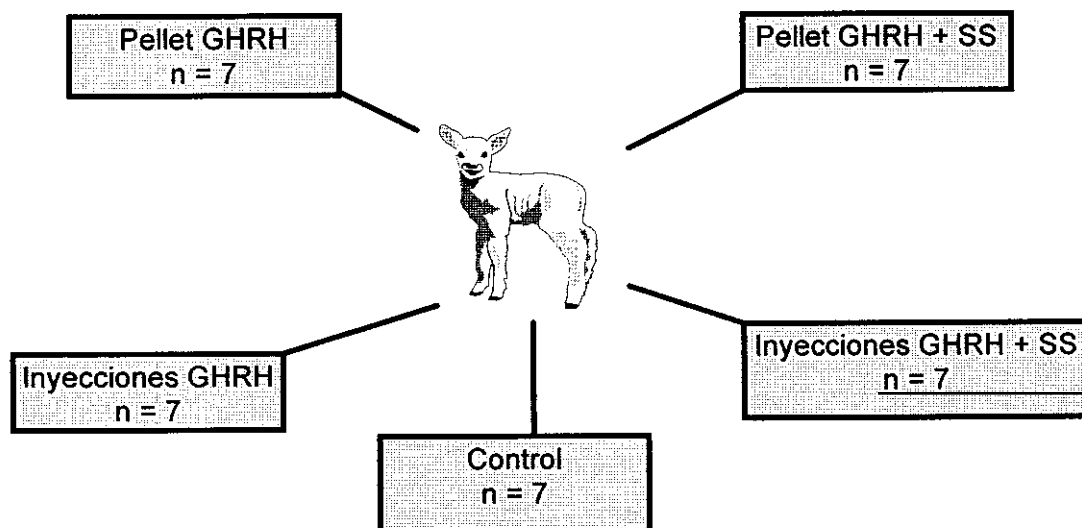 Pellet GHRH
n = 7
Pellet GHRH + SS
n = 7
Inyecciones GHRH
n = 7
Inyecciones GHRH + SS
n = 7
Control
n = 7